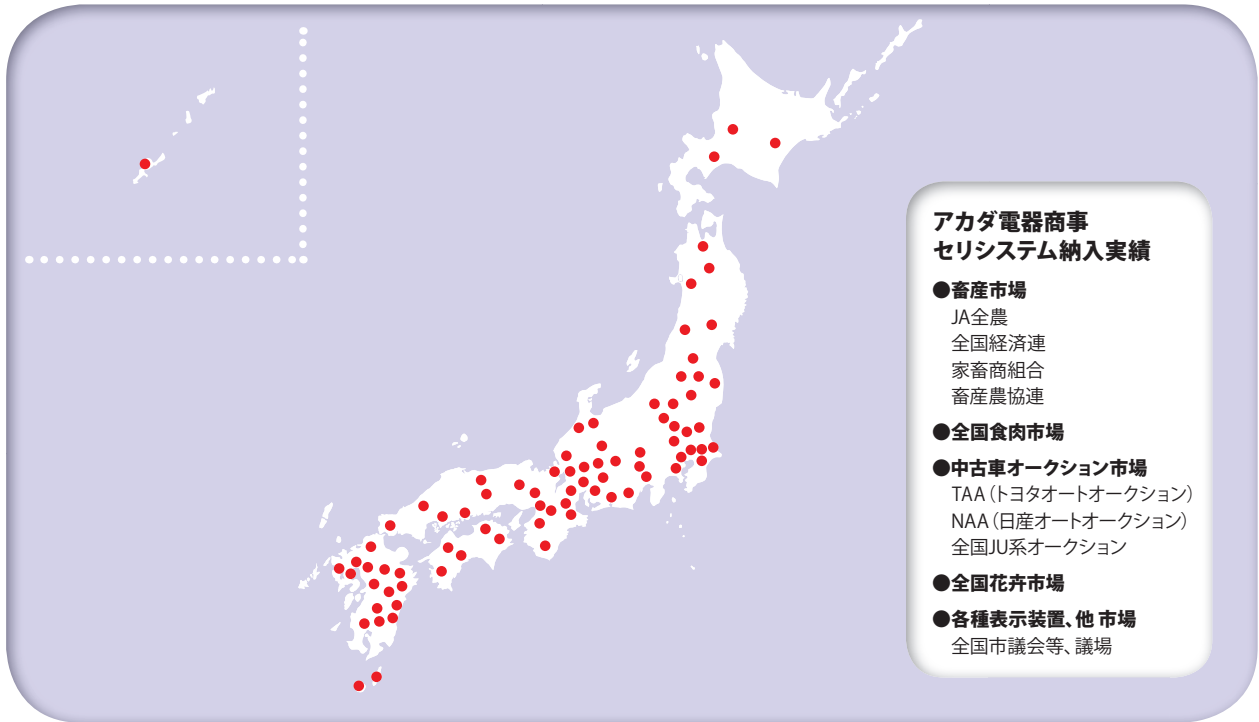 アカダ電器商事
セリシステム納入実績
●畜産市場
JA全農
全国経済連
家畜商組合
畜産農協連
●全国食肉市場
●中古車オークション市場
TAA（トヨタオートオークション）
NAA（日産オートオークション）
全国JU系オークション
●全国花卉市場
●各種表示装置、他 市場
全国市議会等、議場